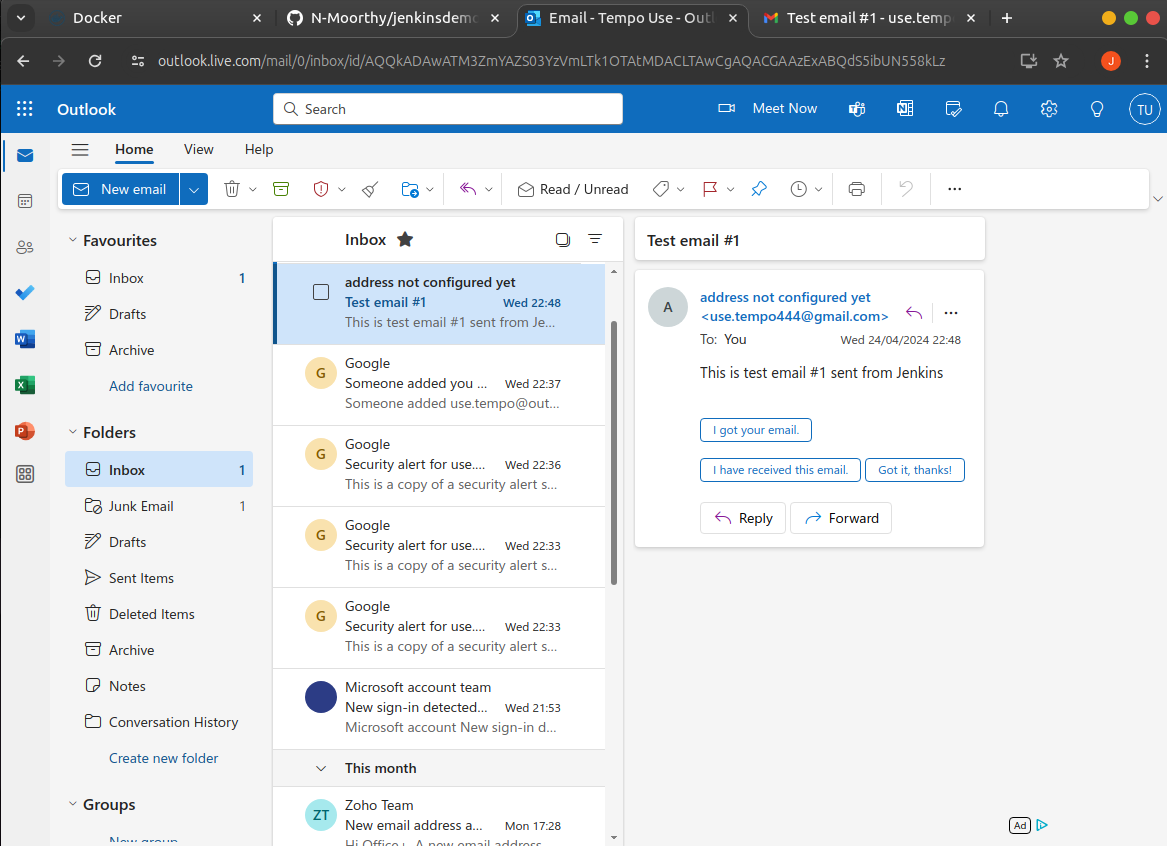 Docker
N-Moorthy/jenkinsdemo
Email - Tempo Use - Outl
Test email #1 - use.temp
outlook.live.com/mail/0/inbox/id/AQQkADAwATM3ZmYAZS03YzVmLTk1OTAtMDACLTAwCgAQACGAAzExABQdS5ibUN558kLz
J
Outlook
Search
Meet Now
TU
Home
View
Help
New email
Read / Unread
Favourites
Inbox 1
Drafts
Archive
Add favourite
Folders
Inbox 1
Junk Email 1
Drafts
Sent Items
Deleted Items
Archive
Notes
Conversation History
Create new folder
Groups
New group
Inbox
address not configured yet
Test email #1 Wed 22:48
This is test email #1 sent from Je...
G
Google
Someone added you ... Wed 22:37
Someone added use.tempo@out...
G
Google
Security alert for use.... Wed 22:36
This is a copy of a security alert s...
G
Google
Security alert for use.... Wed 22:33
This is a copy of a security alert s...
G
Google
Security alert for use.... Wed 22:33
This is a copy of a security alert s...
Microsoft account team
New sign-in detected... Wed 21:53
Microsoft account New sign-in d...
This month
ZT
Zoho Team
New email address a... Mon 17:28
Test email #1
A
address not configured yet
<use.tempo444@gmail.com>
To: You Wed 24/04/2024 22:48
This is test email #1 sent from Jenkins
I got your email.
I have received this email.
Got it, thanks!
Reply
Forward
Ad